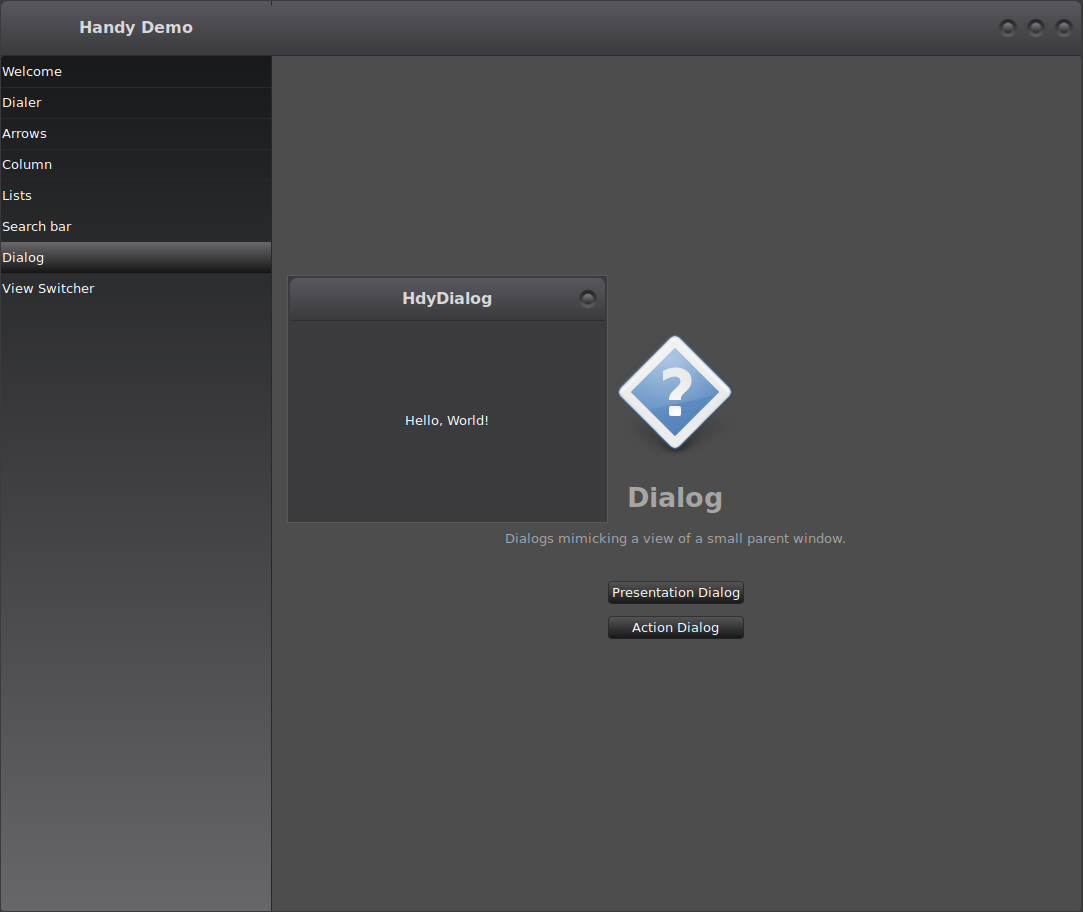 Handy Demo
Welcome
Dialer
Arrows
Column
Lists
Search bar
Dialog
View Switcher
HdyDialog
Hello, World!
?
Dialog
Dialogs mimicking a view of a small parent window.
Presentation Dialog
Action Dialog